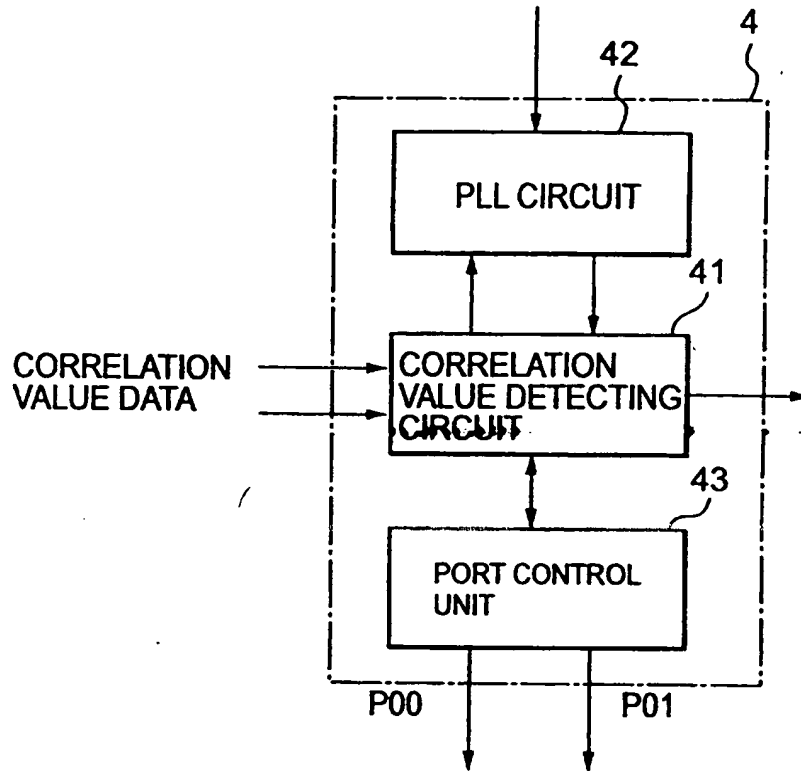 4
42
PLL CIRCUIT
41
CORRELATION
VALUE DATA
CORRELATION
VALUE DETECTING
CIRCUIT
43
PORT CONTROL
UNIT
P00
P01